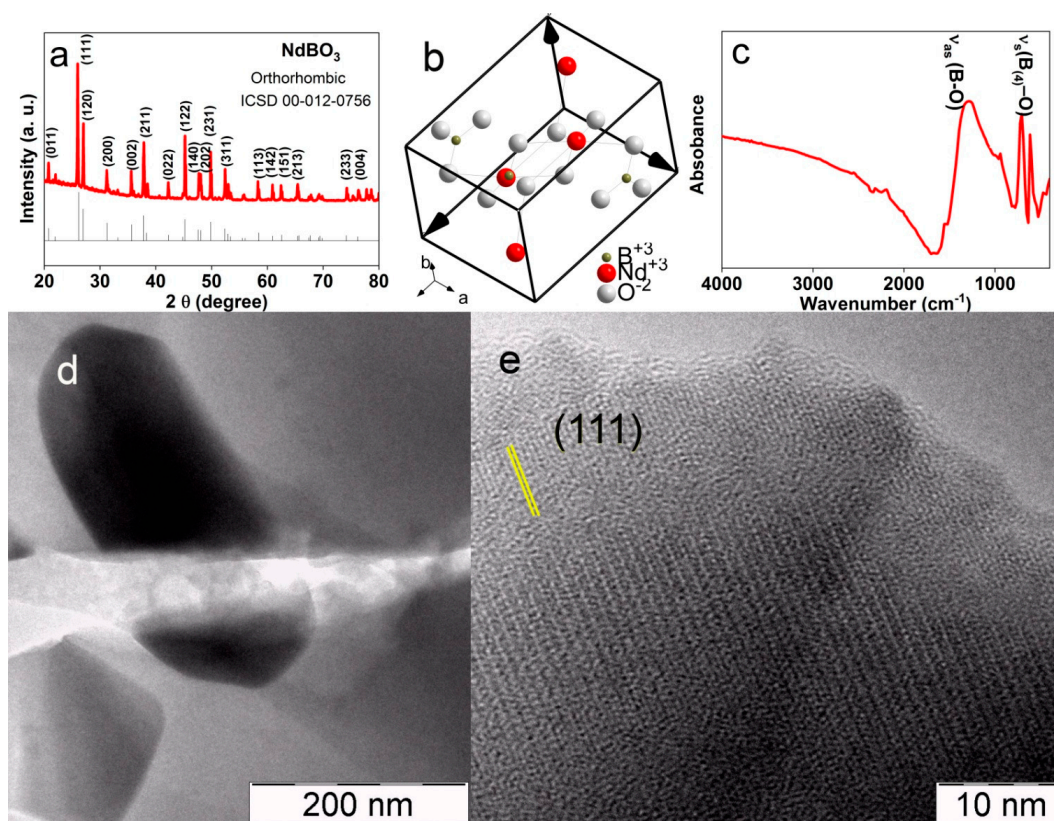 a
NdBO3
Orthorhombic
ICSD 00-012-0756
Intensity (a. u.)
(011)
(111)
(120)
(200)
(002)
(211)
(022)
(122)
(140)
(202)
(231)
(311)
(113)
(142)
(151)
(213)
(233)
(004)
20 30 40 50 60 70 80
2 θ (degree)
b
b
a
B+3
Nd+3
O-2
c
νas (B-O)
νs(B(4)–O)
Absorbance
4000 3000 2000 1000
Wavenumber (cm-1)
d
200 nm
e
(111)
10 nm